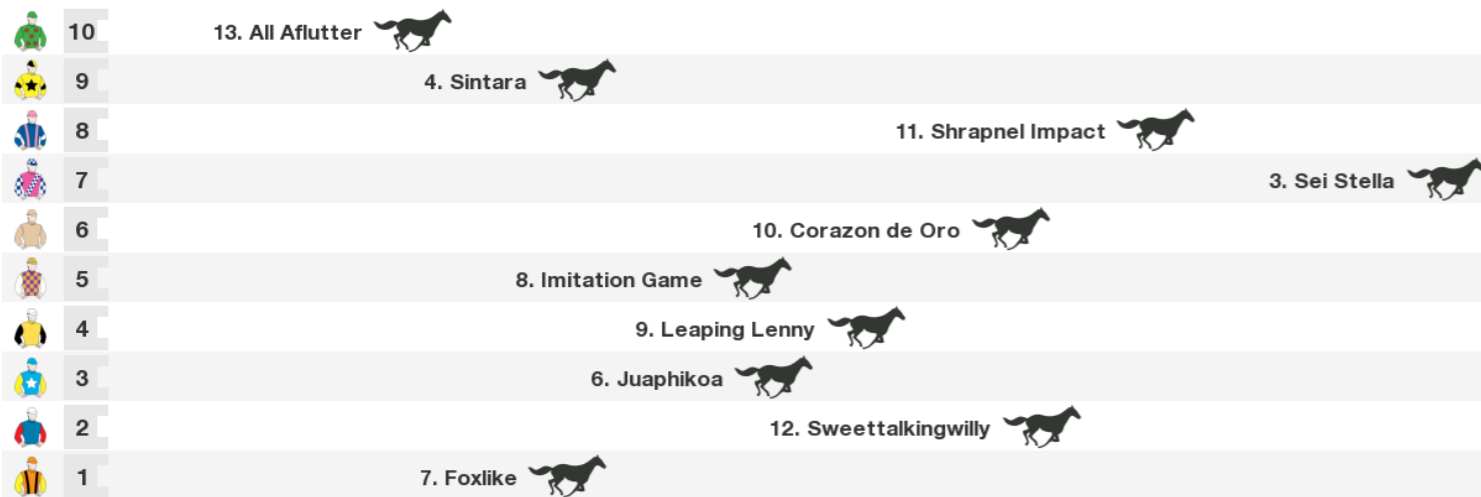 10 13. All Aflutter
9 4. Sintara
8 11. Shrapnel Impact
7 3. Sei Stella
6 10. Corazon de Oro
5 8. Imitation Game
4 9. Leaping Lenny
3 6. Juaphikoa
2 12. Sweettalkingwilly
1 7. Foxlike